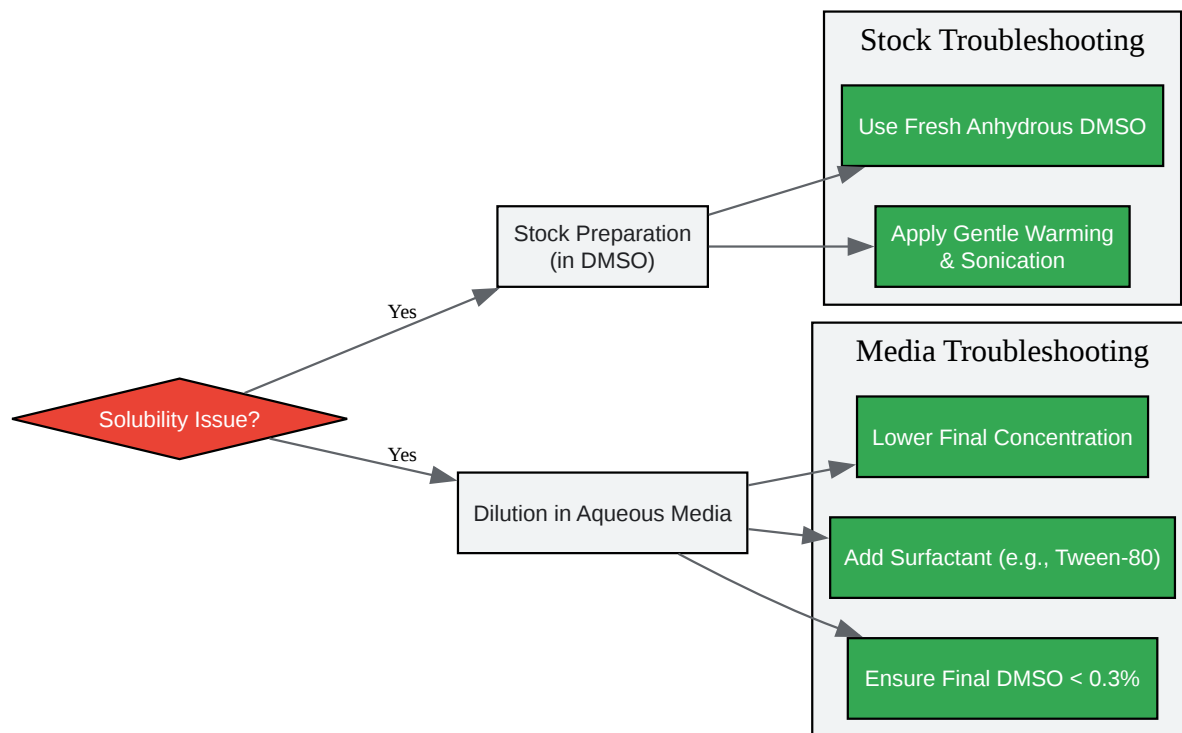 Stock Troubleshooting
Use Fresh Anhydrous DMSO
Stock Preparation
(in DMSO)
Apply Gentle Warming
& Sonication
Yes
Media Troubleshooting
Solubility Issue?
Lower Final Concentration
Yes
Dilution in Aqueous Media
Add Surfactant (e.g., Tween-80)
Ensure Final DMSO < 0.3%